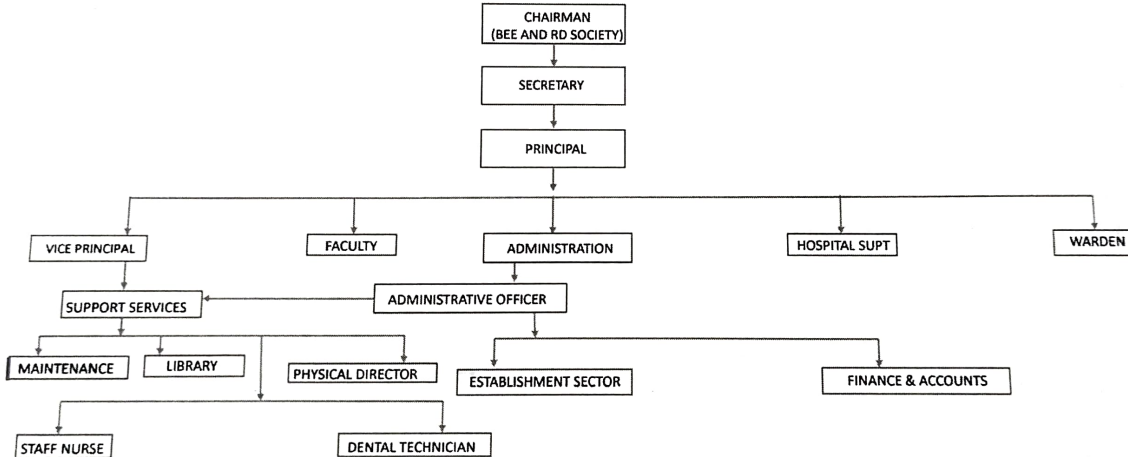 CHAIRMAN
(BEE AND RD SOCIETY)
SECRETARY
PRINCIPAL
VICE PRINCIPAL
FACULTY
ADMINISTRATION
HOSPITAL SUPT
WARDEN
SUPPORT SERVICES
ADMINISTRATIVE OFFICER
MAINTENANCE
LIBRARY
PHYSICAL DIRECTOR
ESTABLISHMENT SECTOR
FINANCE & ACCOUNTS
STAFF NURSE
DENTAL TECHNICIAN